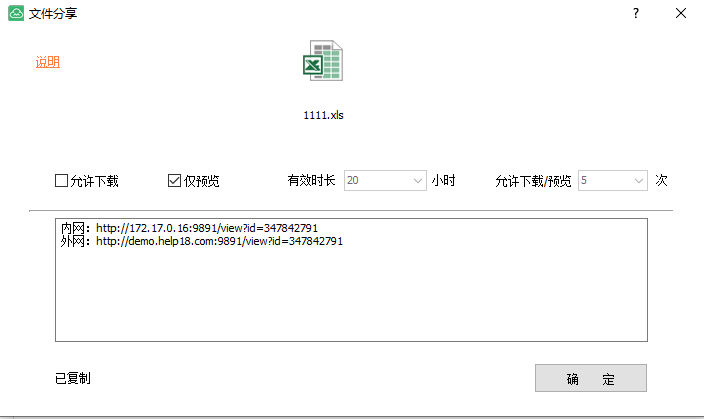 文件分享
?
说明
1111.xls
允许下载 仅预览 有效时长 20 小时 允许下载/预览 5 次
内网：http://172.17.0.16:9891/view?id=347842791
外网：http://demo.help18.com:9891/view?id=347842791
已复制 确 定